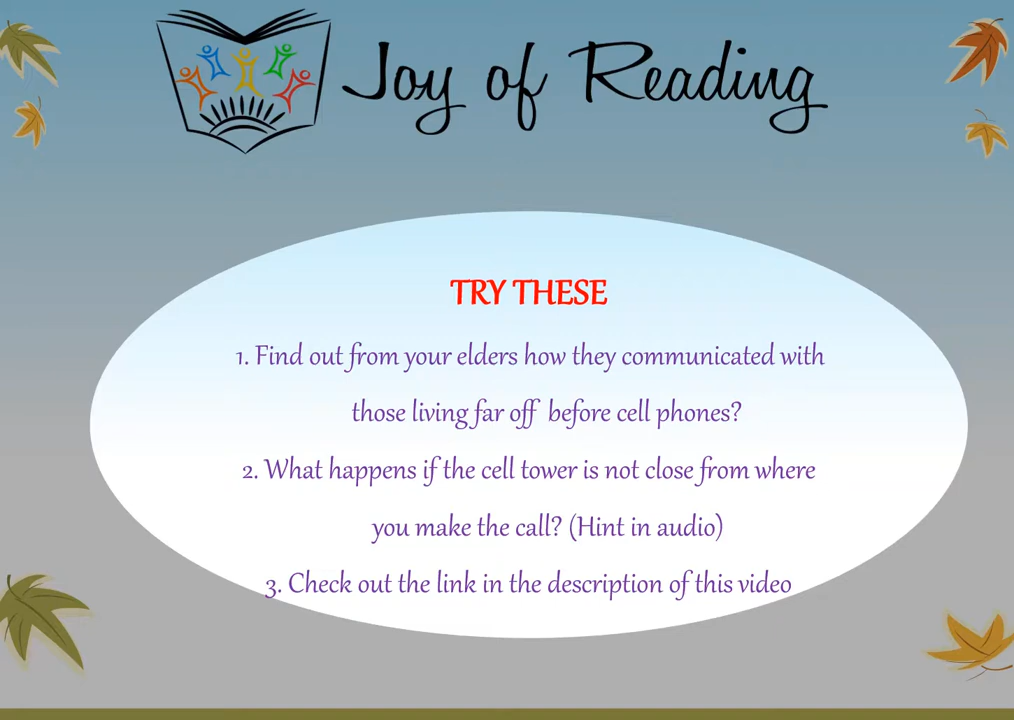 Joy of Reading
TRY THESE
1. Find out from your elders how they communicated with
those living far off before cell phones?
2. What happens if the cell tower is not close from where
you make the call? (Hint in audio)
3. Check out the link in the description of this video